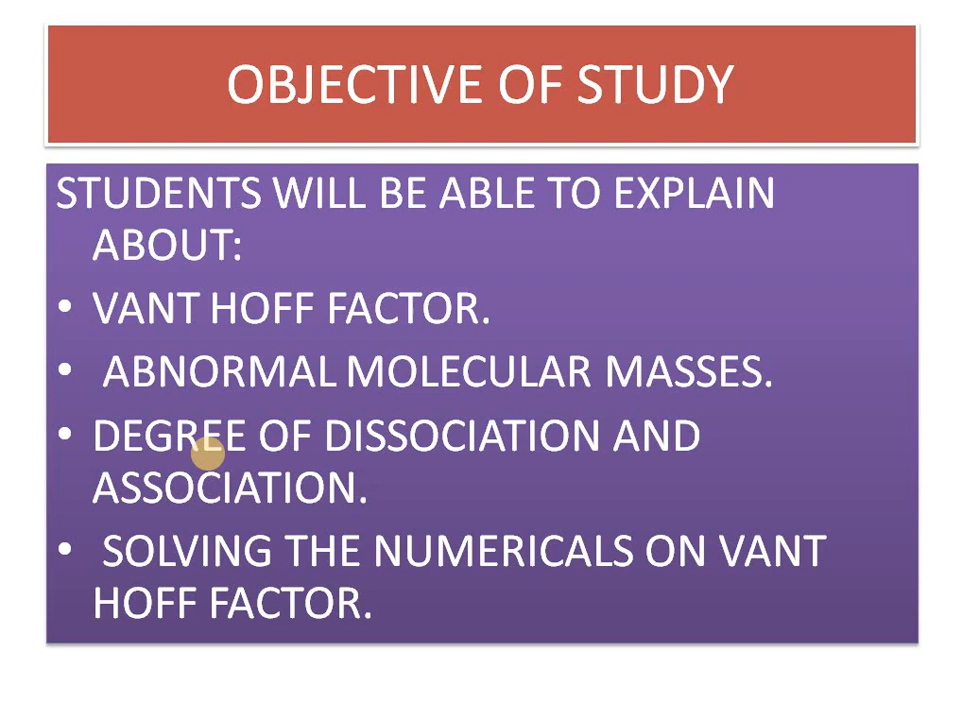 OBJECTIVE OF STUDY
STUDENTS WILL BE ABLE TO EXPLAIN
ABOUT:
• VANT HOFF FACTOR.
• ABNORMAL MOLECULAR MASSES.
• DEGREE OF DISSOCIATION AND
ASSOCIATION.
• SOLVING THE NUMERICALS ON VANT
HOFF FACTOR.